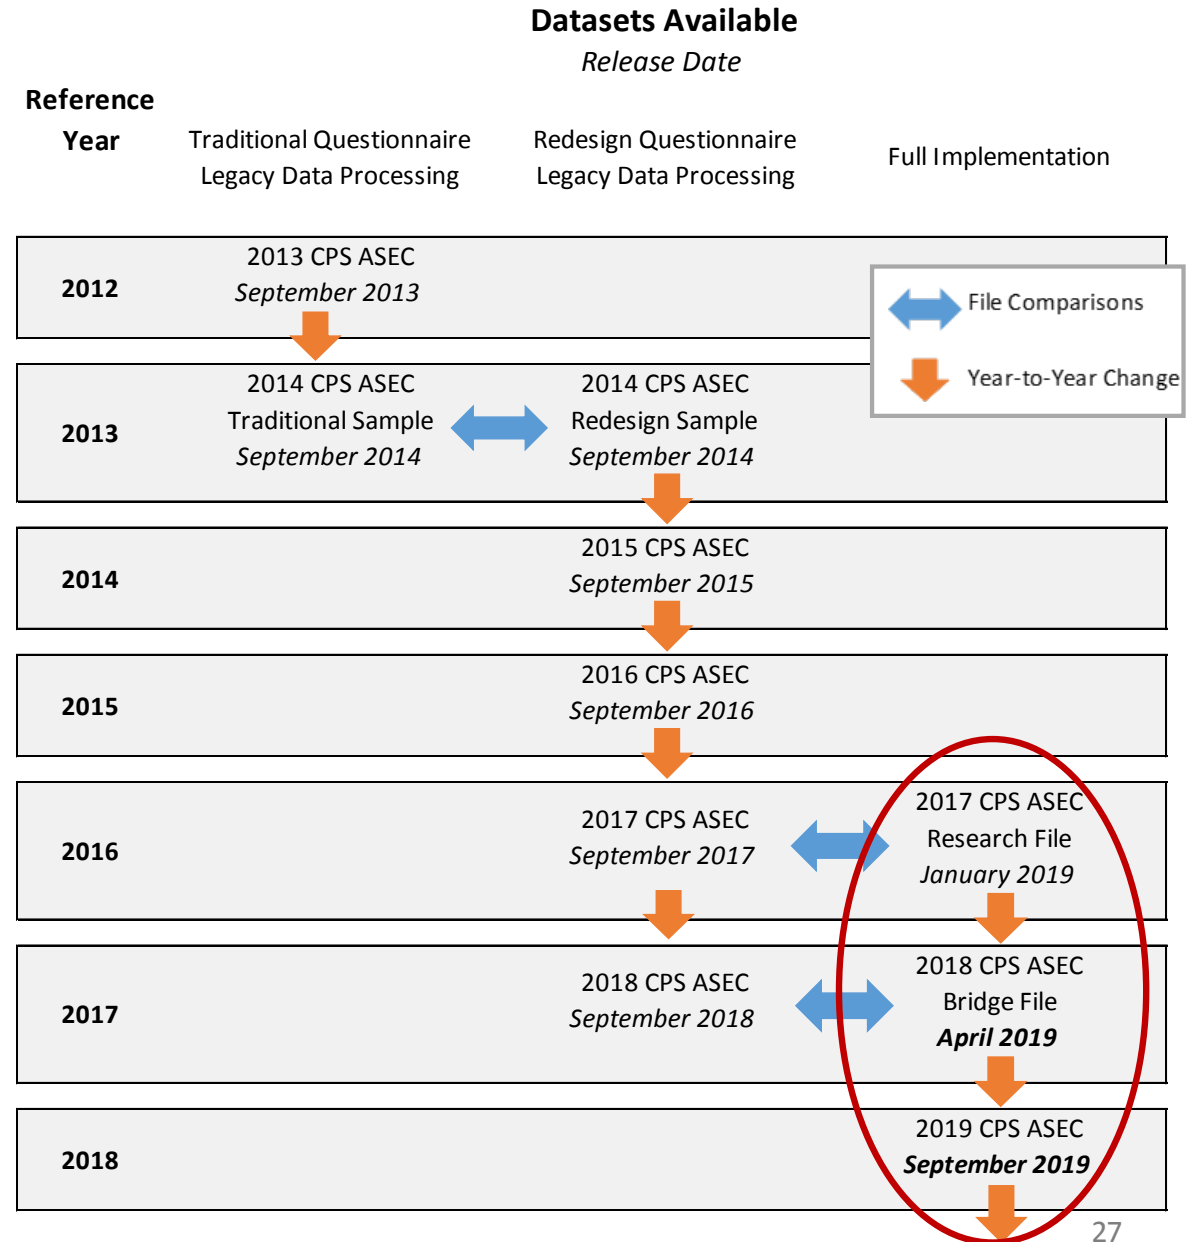 Datasets Available
Release Date
Reference
Year
Traditional Questionnaire
Legacy Data Processing
Redesign Questionnaire
Legacy Data Processing
Full Implementation
2012
2013 CPS ASEC
September 2013
File Comparisons
Year-to-Year Change
2013
2014 CPS ASEC
Traditional Sample
September 2014
2014 CPS ASEC
Redesign Sample
September 2014
2014
2015 CPS ASEC
September 2015
2015
2016 CPS ASEC
September 2016
2016
2017 CPS ASEC
September 2017
2017 CPS ASEC
Research File
January 2019
2017
2018 CPS ASEC
September 2018
2018 CPS ASEC
Bridge File
April 2019
2018
2019 CPS ASEC
September 2019
27